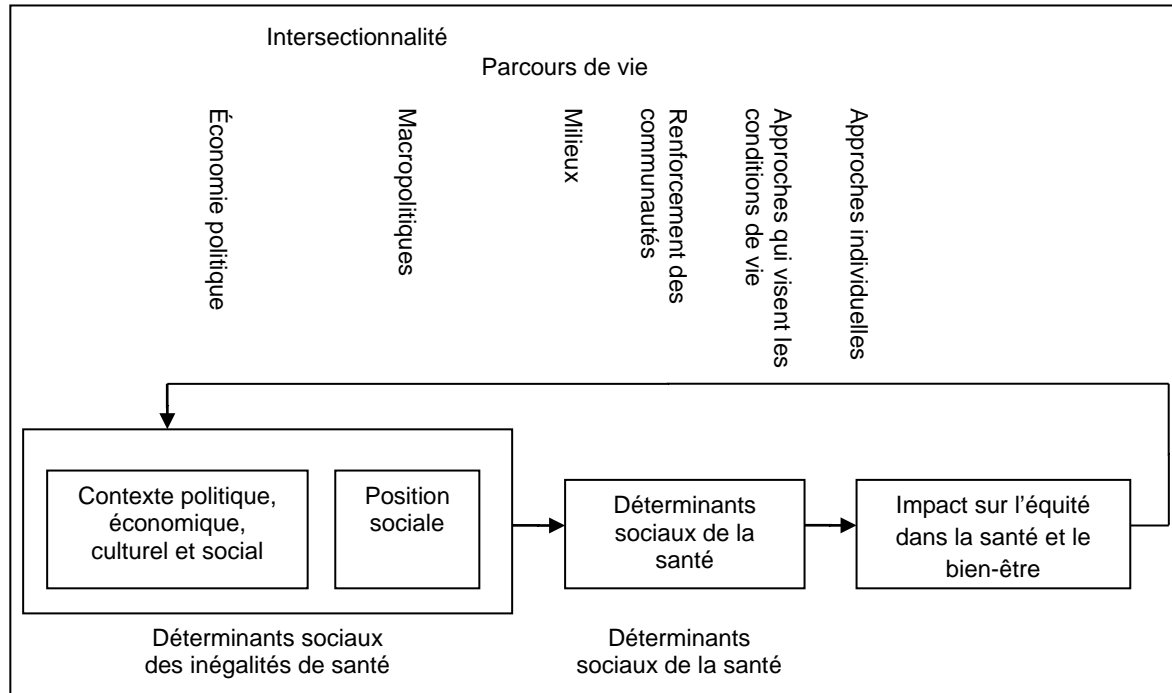 Intersectionnalité
Parcours de vie
Économie politique
Macropolitiques
Milieux
Renforcement des
communautés
Approches qui visent les
conditions de vie
Approches individuelles
Contexte politique,
économique,
culturel et social
Position
sociale
Déterminants
sociaux de la
santé
Impact sur l’équité
dans la santé et le
bien-être
Déterminants sociaux
des inégalités de santé
Déterminants
sociaux de la santé